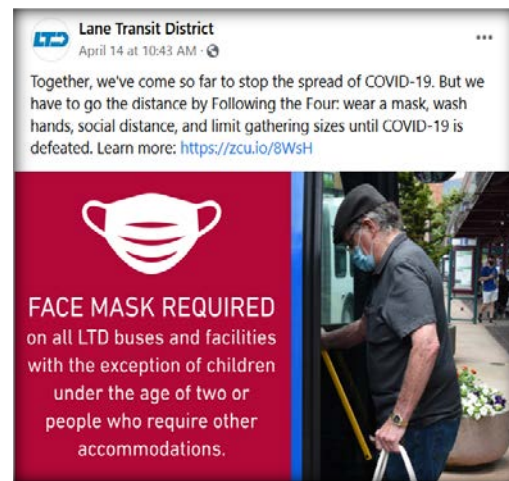 Lane Transit District
LTD
April 14 at 10:43 AM ·
Together, we've come so far to stop the spread of COVID-19. But we
have to go the distance by Following the Four: wear a mask, wash
hands, social distance, and limit gathering sizes until COVID-19 is
defeated. Learn more: https://zcu.io/8WsH
FACE MASK REQUIRED
on all LTD buses and facilities
with the exception of children
under the age of two or
people who require other
accommodations.